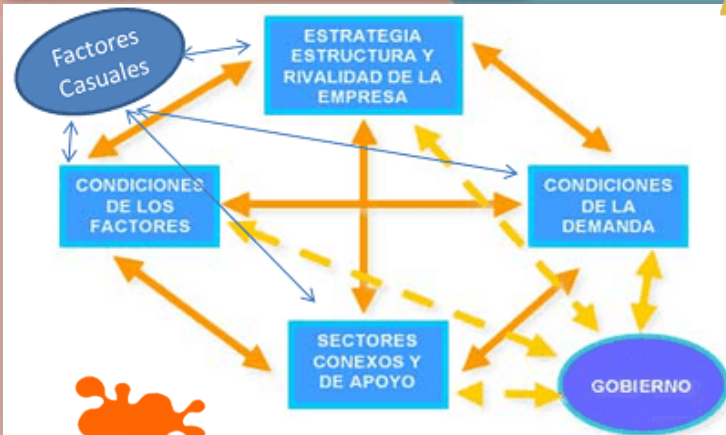 Factores
Casuales
ESTRATEGIA
ESTRUCTURA Y
RIVALIDAD DE LA
EMPRESA
CONDICIONES
DE LOS
FACTORES
CONDICIONES
DE LA
DEMANDA
SECTORES
CONEXOS Y
DE APOYO
GOBIERNO